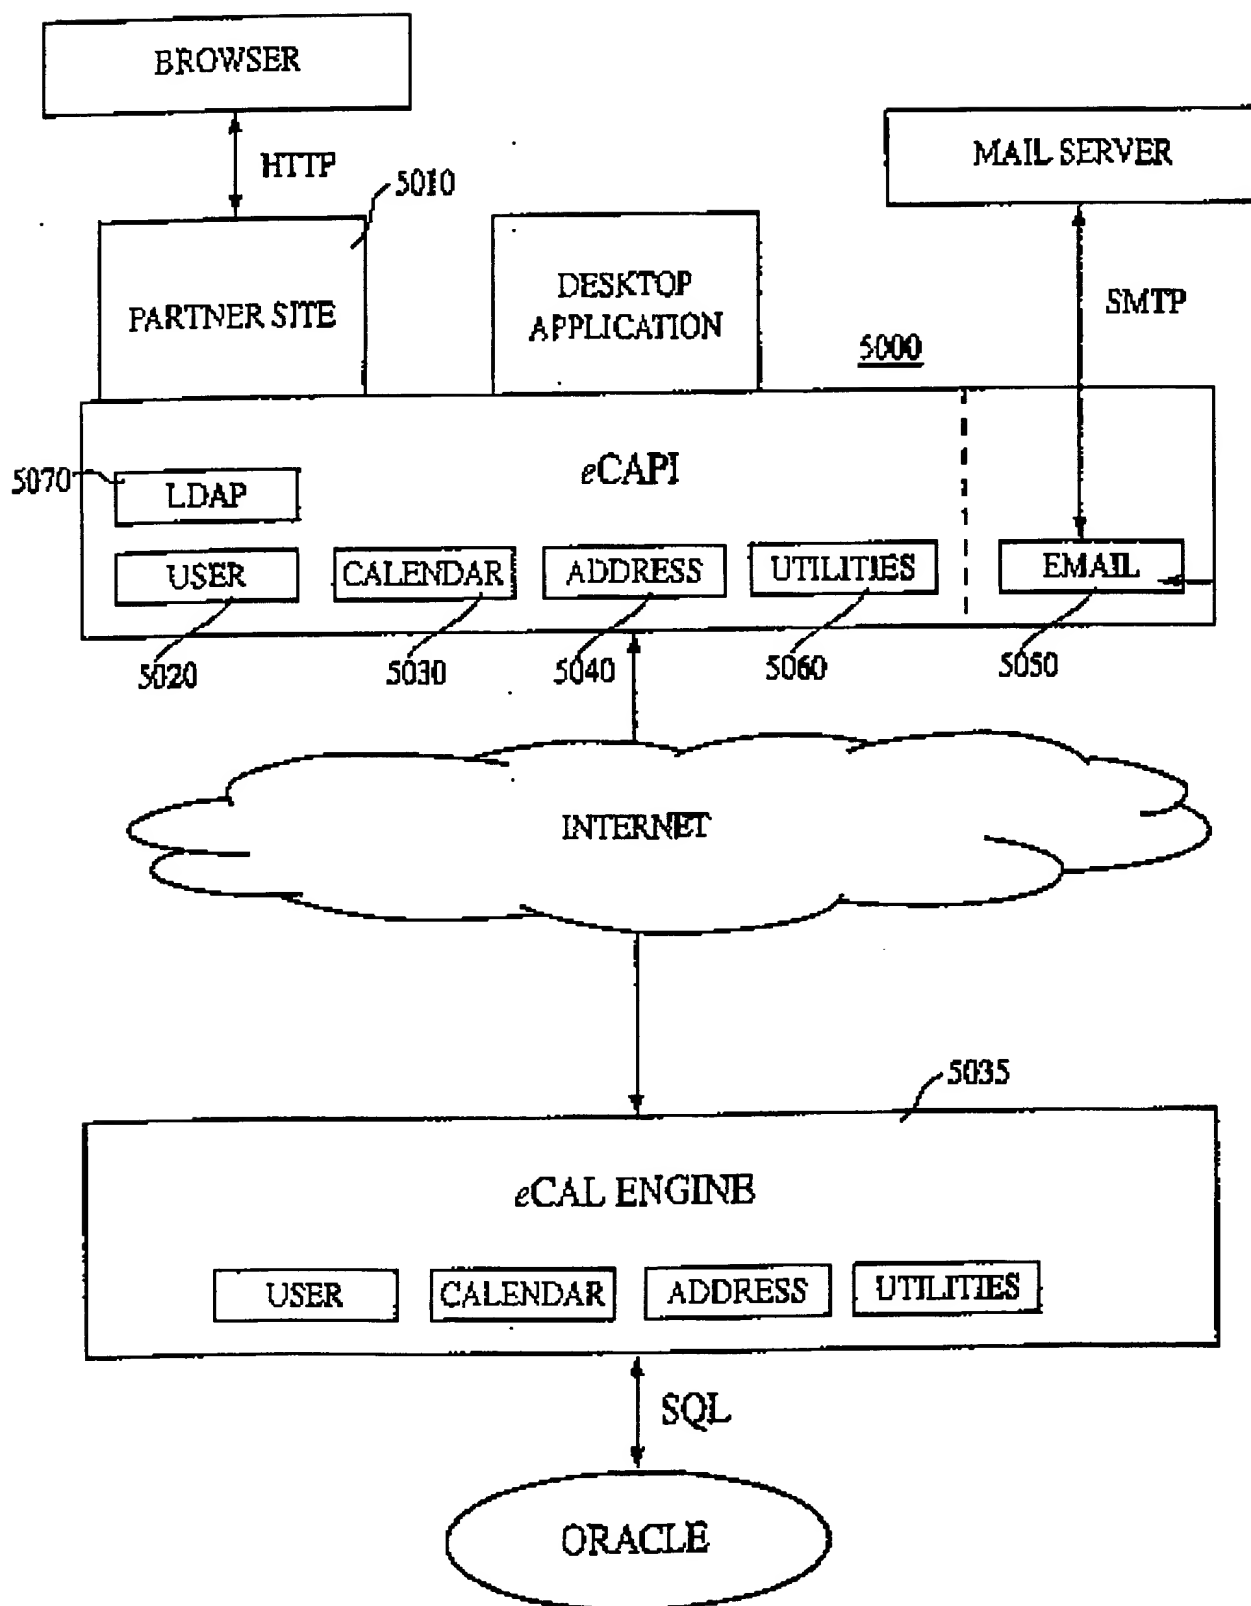 BROWSER
HTTP
MAIL SERVER
5010
PARTNER SITE
DESKTOP
APPLICATION
SMTP
5000
eCAPI
5070
LDAP
USER
CALENDAR
ADDRESS
UTILITIES
EMAIL
5020
5030
5040
5060
5050
INTERNET
5035
eCAL ENGINE
USER
CALENDAR
ADDRESS
UTILITIES
SQL
ORACLE